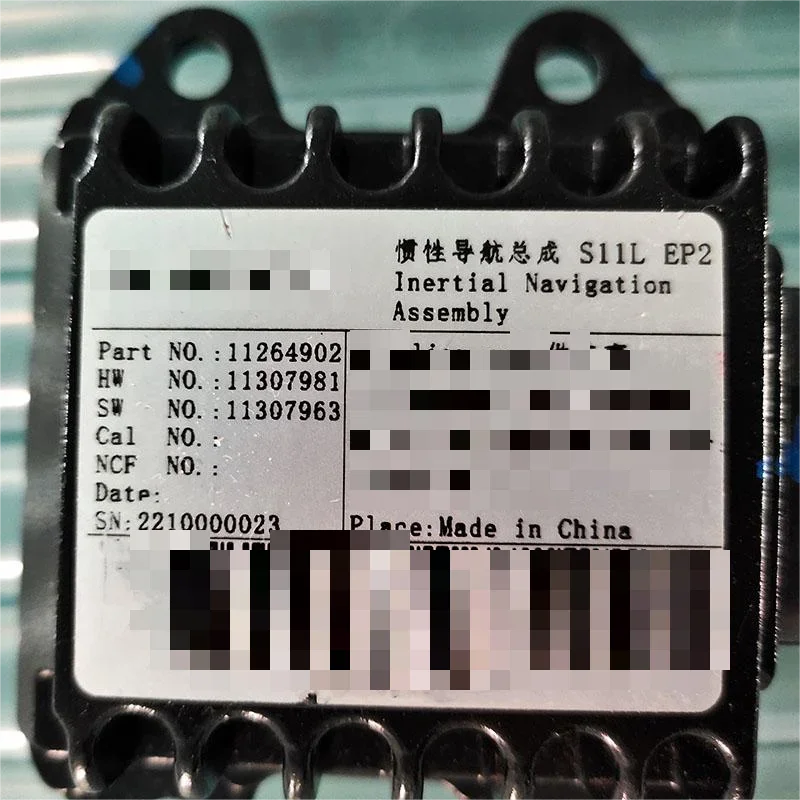 惯性导航总成 S11L EP2
Inertial Navigation
Assembly
Part NO.:11264902
HW NO.:11307981
SW NO.:11307963
Cal NO.:
NCF NO.:
Date:
SN:2210000023
Place:Made in China